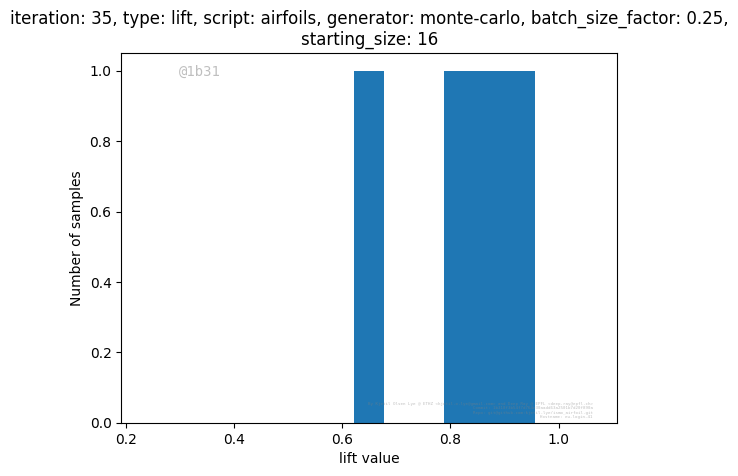 iteration: 35, type: lift, script: airfoils, generator: monte-carlo, batch_size_factor: 0.25,
starting_size: 16
@1b31
1.0
0.8
0.6
0.4
0.2
0.0
Number of samples
0.2 0.4 0.6 0.8 1.0
lift value